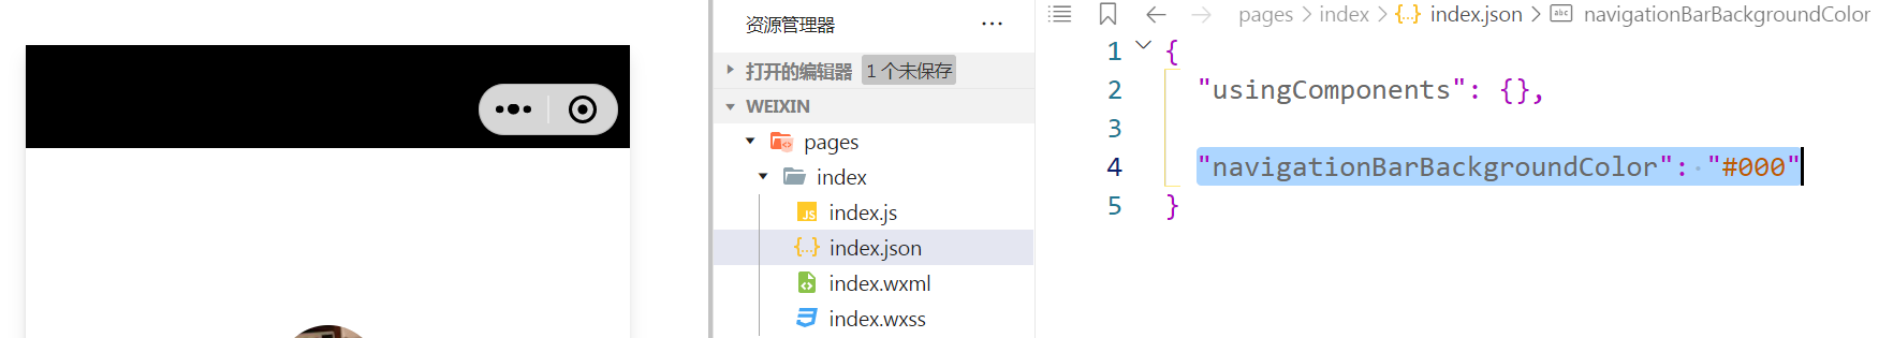 资源管理器 ···
打开的编辑器 1 个未保存
WEIXIN
pages
index
JS index.js
{..} index.json
index.wxml
index.wxss
pages > index > {..} index.json > abc navigationBarBackgroundColor
1 {
2 "usingComponents": {},
3
4 "navigationBarBackgroundColor": "#000"
5 }